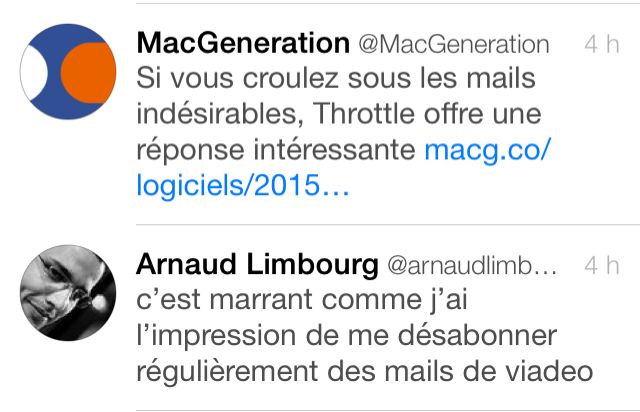 MacGeneration @MacGeneration 4 h
Si vous croulez sous les mails
indésirables, Throttle offre une
réponse intéressante macg.co/
logiciels/2015…
Arnaud Limbourg @arnaudlimb… 4 h
c’est marrant comme j’ai
l’impression de me désabonner
régulièrement des mails de viadeo